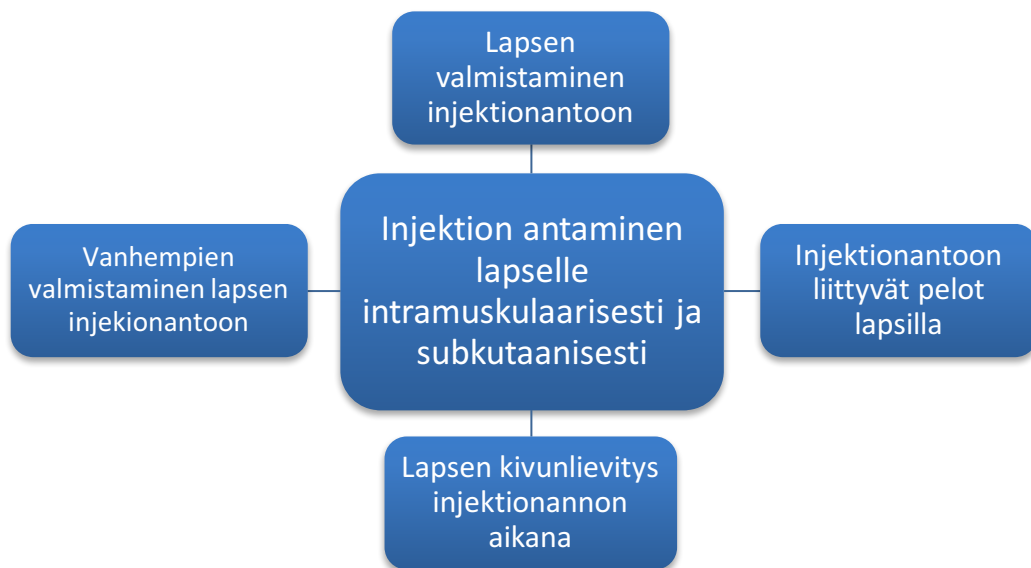 Lapsen
valmistaminen
injektionantoon
Injektion antaminen
lapselle
intramuskulaarisesti ja
subkutaanisesti
Vanhempien
valmistaminen lapsen
injekionantoon
Injektionantoon
liittyvät pelot
lapsilla
Lapsen kivunlievitys
injektionannon
aikana